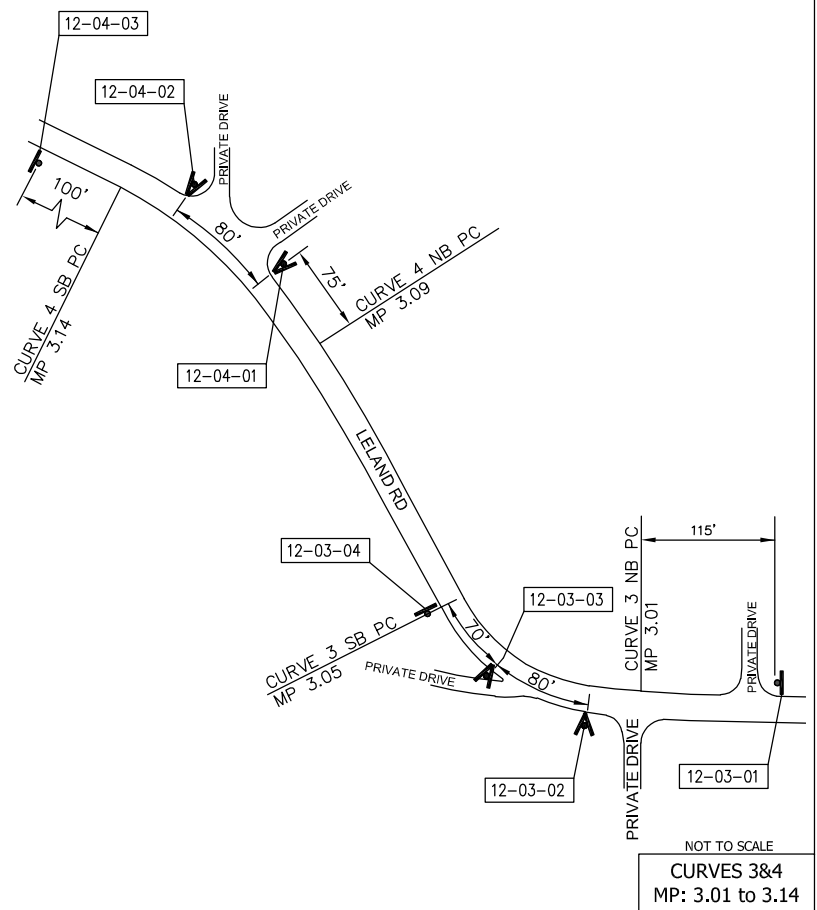 12-04-03
12-04-02
PRIVATE DRIVE
100'
80'
PRIVATE DRIVE
75'
CURVE 4 NB PC
MP 3.09
CURVE 4 SB PC
MP 3.14
12-04-01
LELAND RD
12-03-04
115'
CURVE 3 NB PC
MP 3.01
12-03-03
PRIVATE DRIVE
CURVE 3 SB PC
MP 3.05
70'
PRIVATE DRIVE
80'
12-03-02
PRIVATE DRIVE
12-03-01
NOT TO SCALE
CURVES 3&4
MP: 3.01 to 3.14